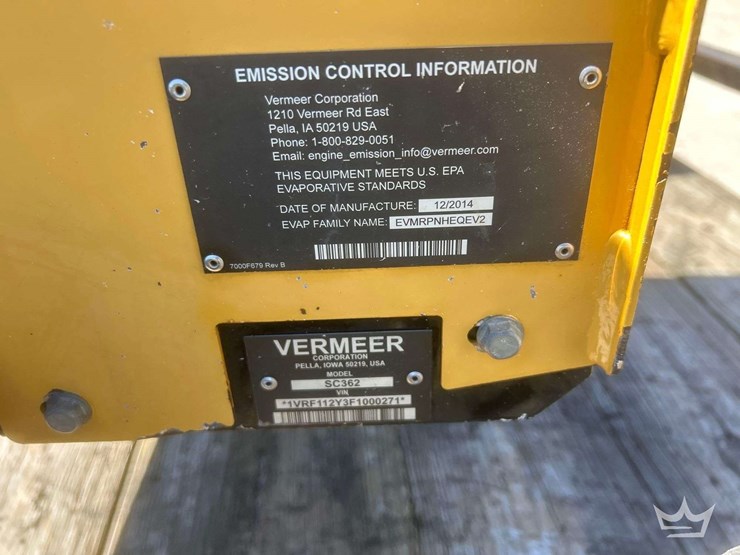 EMISSION CONTROL INFORMATION
Vermeer Corporation
1210 Vermeer Rd East
Pella, IA 50219 USA
Phone: 1-800-829-0051
Email: engine_emission_info@vermeer.com
THIS EQUIPMENT MEETS U.S. EPA
EVAPORATIVE STANDARDS
DATE OF MANUFACTURE: 12/2014
EVAP FAMILY NAME: EVMRPNHEQEV2
7000F679 Rev B
VERMEER
CORPORATION
PELLA, IOWA 50219, USA
MODEL
SC362
VIN
*1VRF112Y3F1000271*